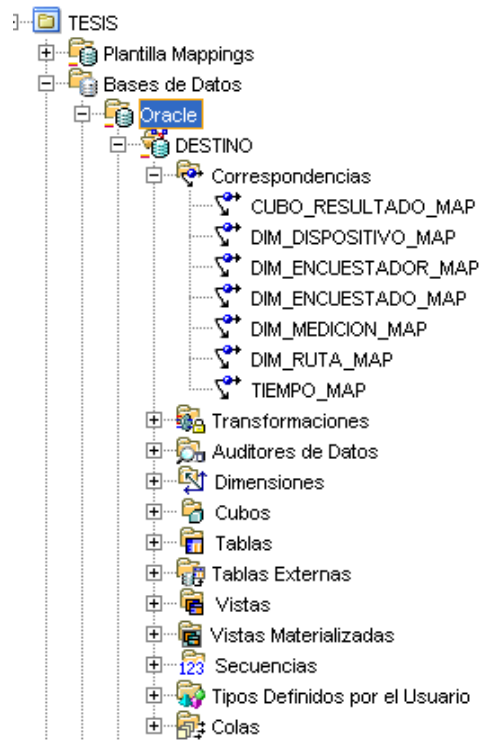 TESIS
Plantilla Mappings
Bases de Datos
Oracle
DESTINO
Correspondencias
CUBO_RESULTADO_MAP
DIM_DISPOSITIVO_MAP
DIM_ENCUESTADOR_MAP
DIM_ENCUESTADO_MAP
DIM_MEDICION_MAP
DIM_RUTA_MAP
TIEMPO_MAP
Transformaciones
Auditores de Datos
Dimensiones
Cubos
Tablas
Tablas Externas
Vistas
Vistas Materializadas
123 Secuencias
Tipos Definidos por el Usuario
Colas